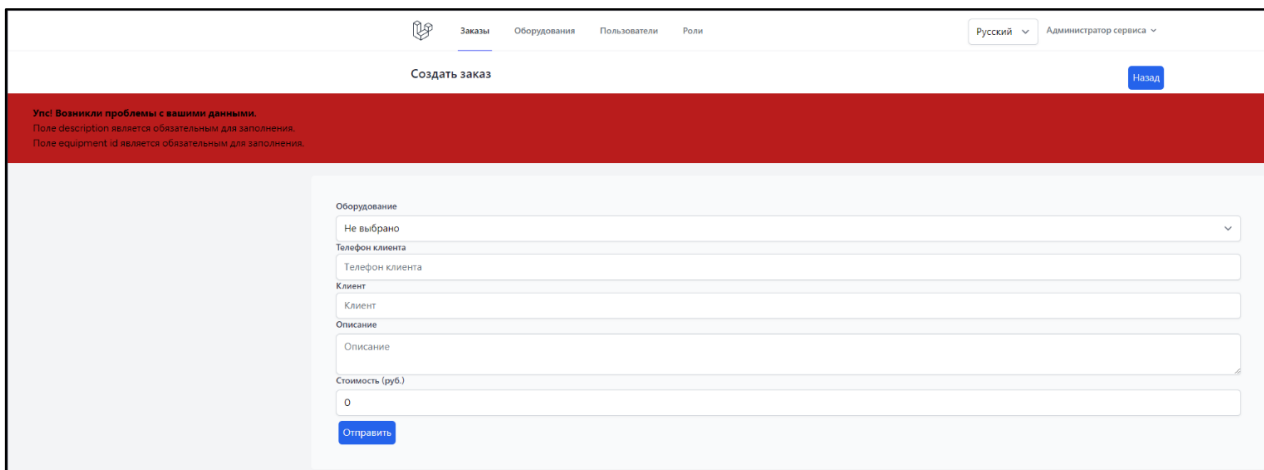 Заказы Оборудования Пользователи Роли Русский Администратор сервиса
Создать заказ Назад
Упс! Возникли проблемы с вашими данными.
Поле description является обязательным для заполнения.
Поле equipment id является обязательным для заполнения.
Оборудование
Не выбрано
Телефон клиента
Телефон клиента
Клиент
Клиент
Описание
Описание
Стоимость (руб.)
0
Отправить